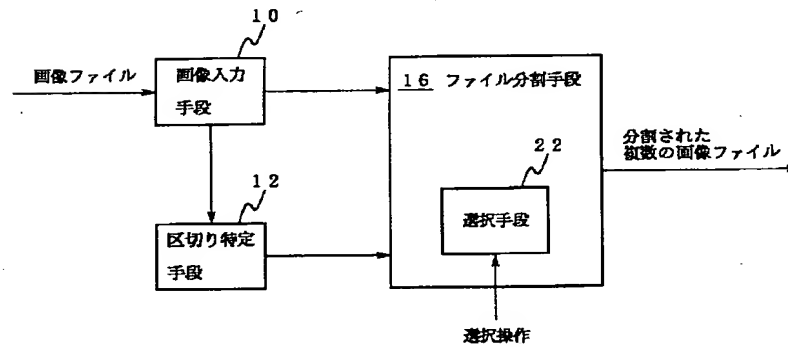 10
画像ファイル
画像入力
手段
16 ファイル分割手段
分割された
複数の画像ファイル
22
選択手段
12
区切り特定
手段
選択操作